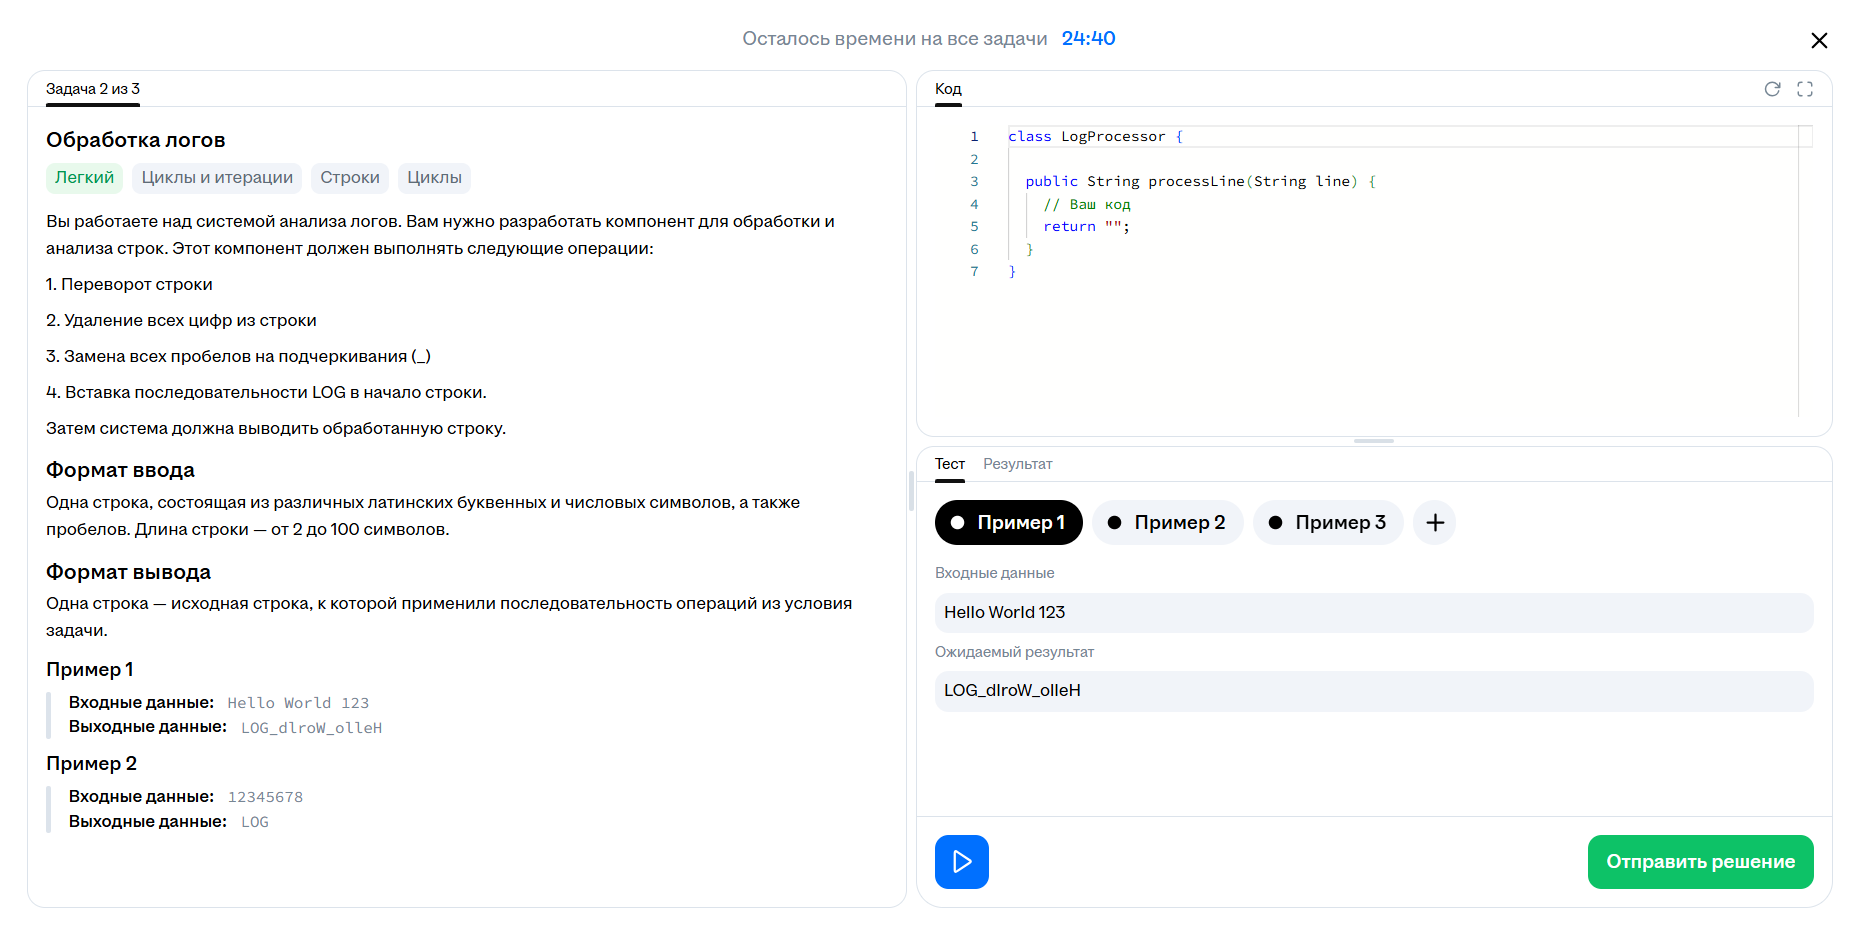 Осталось времени на все задачи 24:40
Задача 2 из 3
Обработка логов
Легкий Циклы и итерации Строки Циклы
Вы работаете над системой анализа логов. Вам нужно разработать компонент для обработки и
анализа строк. Этот компонент должен выполнять следующие операции:
1. Переворот строки
2. Удаление всех цифр из строки
3. Замена всех пробелов на подчеркивания (_)
4. Вставка последовательности LOG в начало строки.
Затем система должна выводить обработанную строку.
Формат ввода
Одна строка, состоящая из различных латинских буквенных и числовых символов, а также
пробелов. Длина строки — от 2 до 100 символов.
Формат вывода
Одна строка — исходная строка, к которой применили последовательность операций из условия
задачи.
Пример 1
Входные данные: Hello World 123
Выходные данные: LOG_dlroW_olleH
Пример 2
Входные данные: 12345678
Выходные данные: LOG
Код
1 class LogProcessor {
2
3 public String processLine(String line) {
4 // Ваш код
5 return "";
6 }
7 }
Тест Результат
Пример 1 Пример 2 Пример 3
Входные данные
Hello World 123
Ожидаемый результат
LOG_dlroW_olleH
Отправить решение